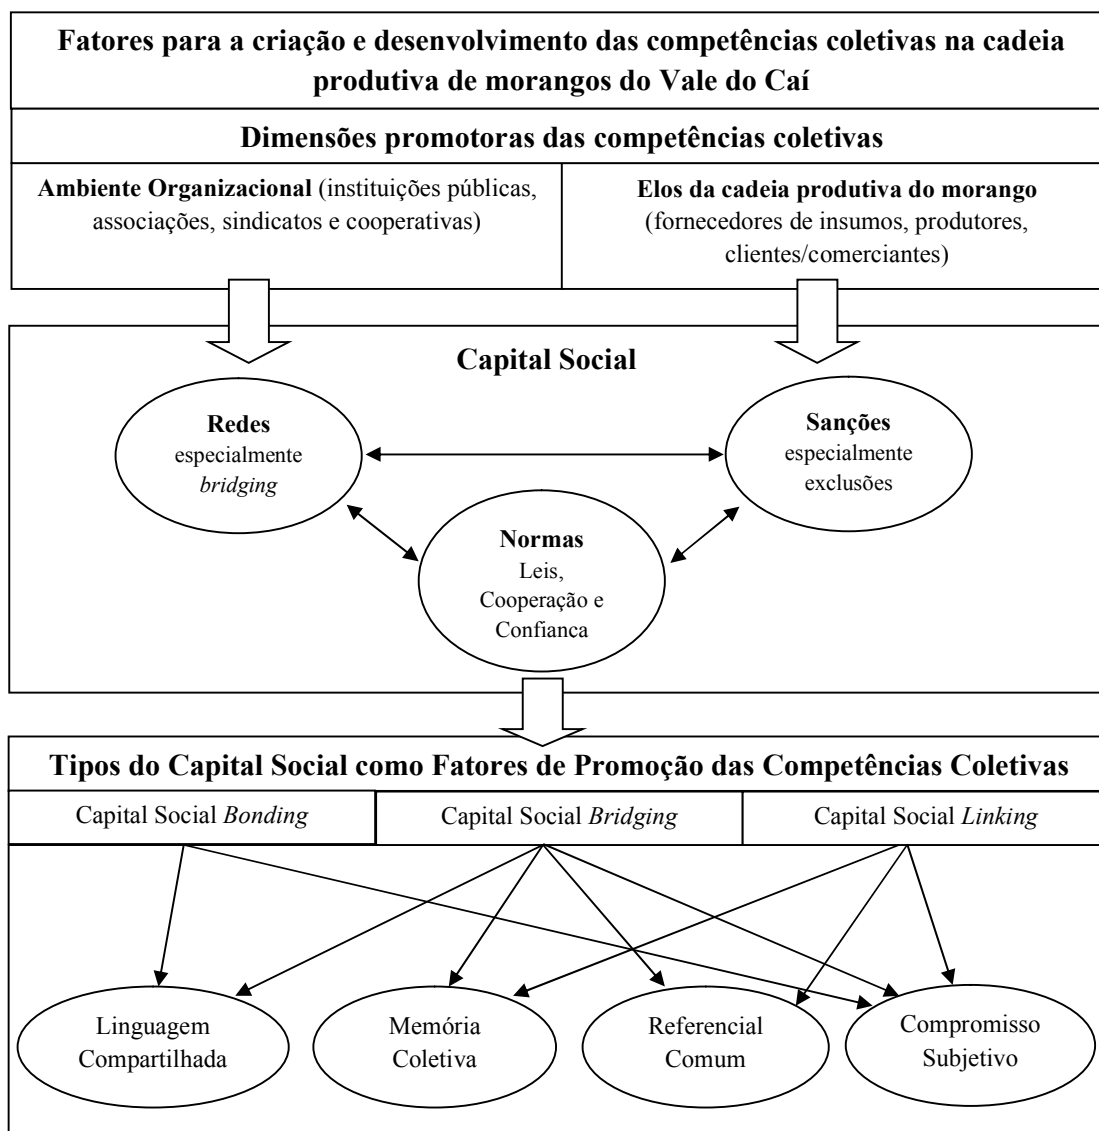 Fatores para a criação e desenvolvimento das competências coletivas na cadeia
produtiva de morangos do Vale do Caí
Dimensões promotoras das competências coletivas
Ambiente Organizacional (instituições públicas,
associações, sindicatos e cooperativas)
Elos da cadeia produtiva do morango
(fornecedores de insumos, produtores,
clientes/comerciantes)
Capital Social
Redes
especialmente
bridging
Sanções
especialmente
exclusões
Normas
Leis,
Cooperação e
Confianca
Tipos do Capital Social como Fatores de Promoção das Competências Coletivas
Capital Social Bonding
Capital Social Bridging
Capital Social Linking
Linguagem
Compartilhada
Memória
Coletiva
Referencial
Comum
Compromisso
Subjetivo